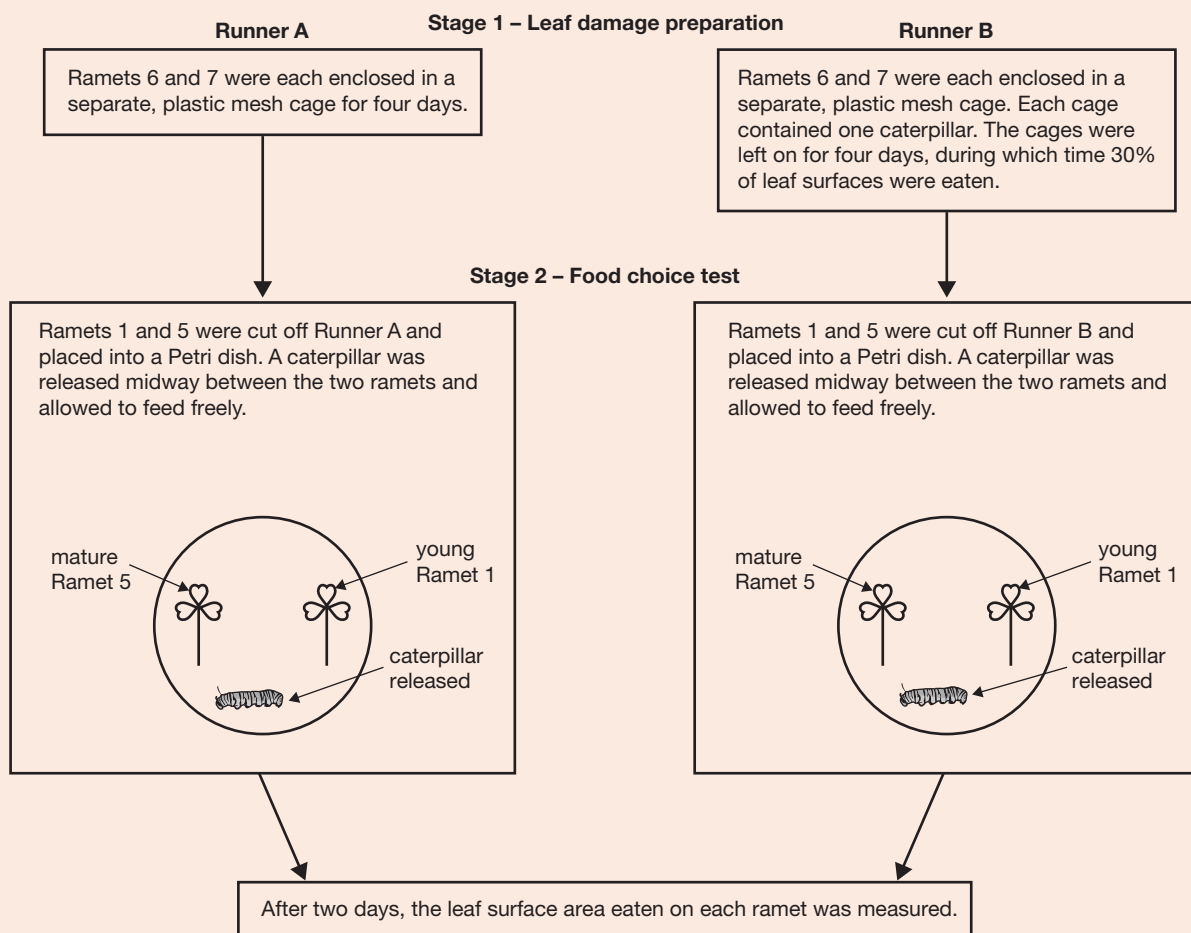 Stage 1 – Leaf damage preparation
Runner A
Ramets 6 and 7 were each enclosed in a
separate, plastic mesh cage for four days.
Runner B
Ramets 6 and 7 were each enclosed in a
separate, plastic mesh cage. Each cage
contained one caterpillar. The cages were
left on for four days, during which time 30%
of leaf surfaces were eaten.
Stage 2 – Food choice test
Ramets 1 and 5 were cut off Runner A and
placed into a Petri dish. A caterpillar was
released midway between the two ramets and
allowed to feed freely.
mature
Ramet 5
young
Ramet 1
caterpillar
released
Ramets 1 and 5 were cut off Runner B and
placed into a Petri dish. A caterpillar was
released midway between the two ramets and
allowed to feed freely.
mature
Ramet 5
young
Ramet 1
caterpillar
released
After two days, the leaf surface area eaten on each ramet was measured.